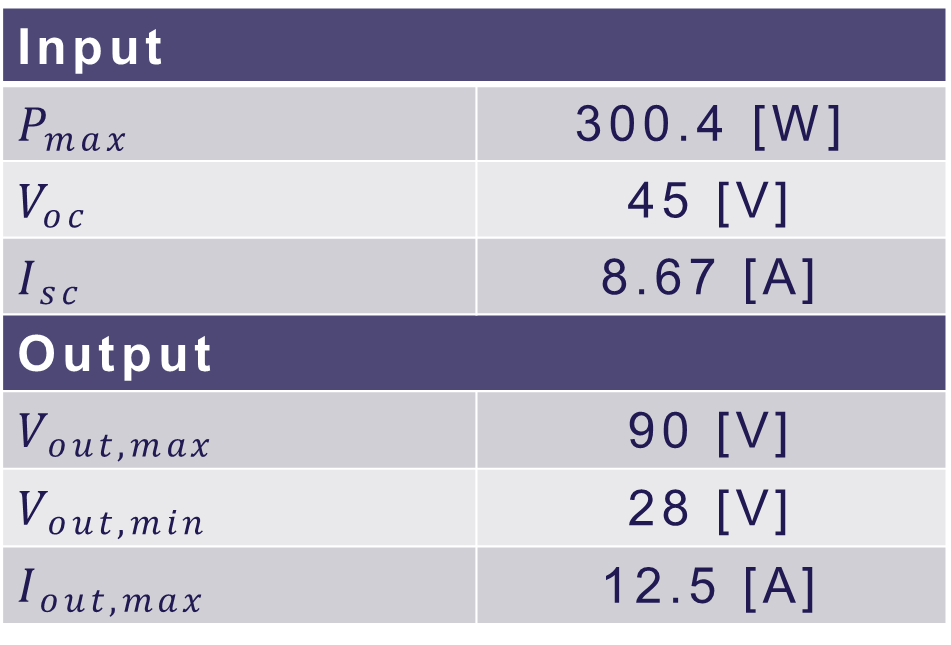 Input
P_max 300.4 [W]
V_oc 45 [V]
I_sc 8.67 [A]
Output
V_out,max 90 [V]
V_out,min 28 [V]
I_out,max 12.5 [A]